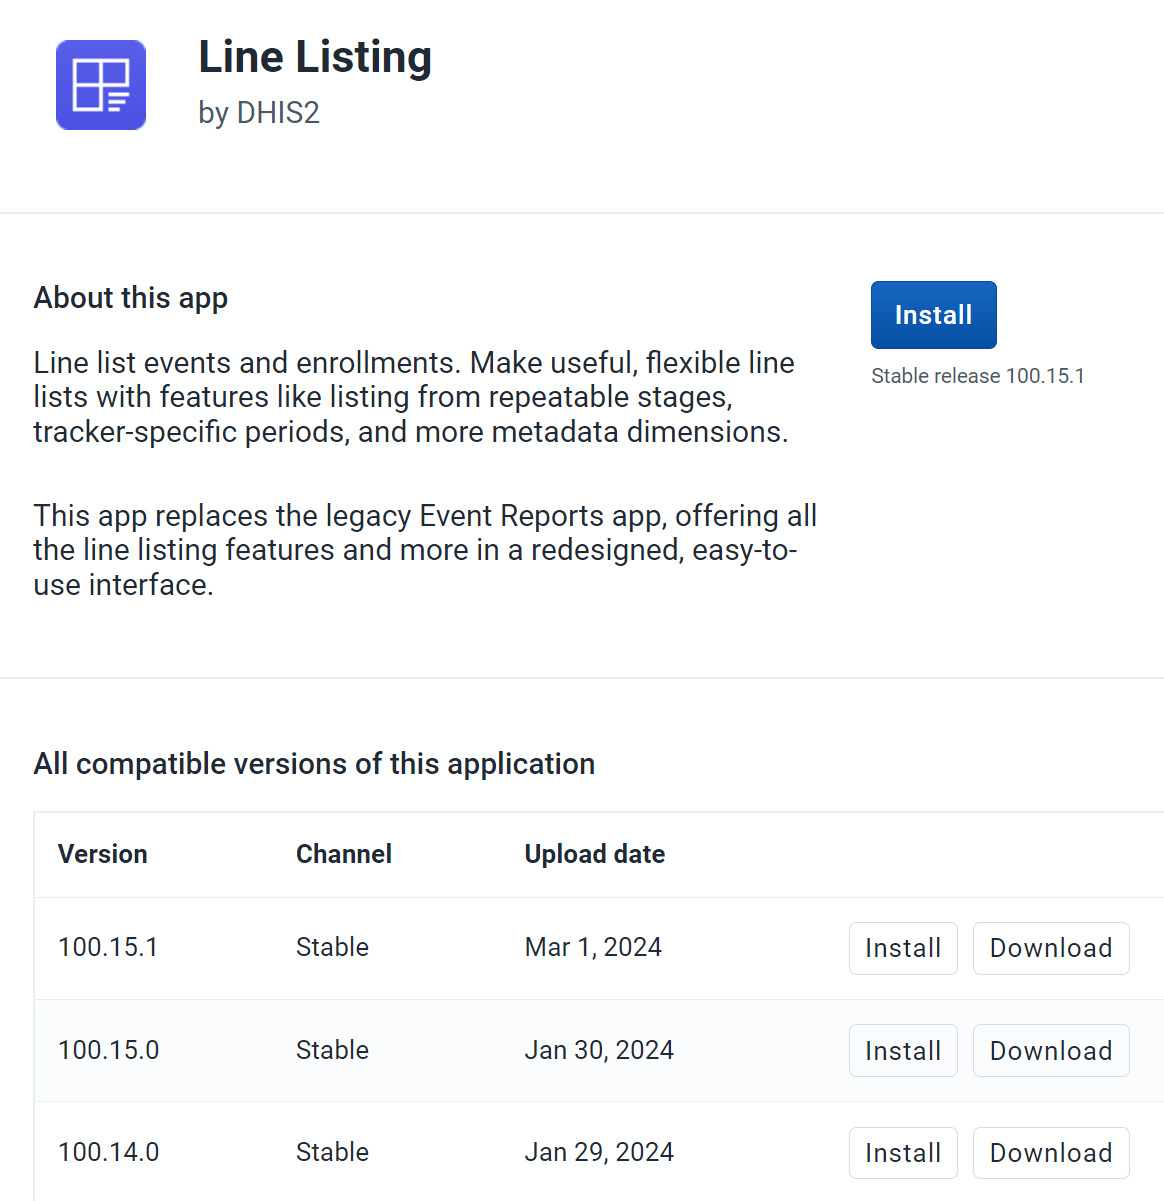 Line Listing
by DHIS2
About this app
Line list events and enrollments. Make useful, flexible line
lists with features like listing from repeatable stages,
tracker-specific periods, and more metadata dimensions.
This app replaces the legacy Event Reports app, offering all
the line listing features and more in a redesigned, easy-to-
use interface.
Install
Stable release 100.15.1
All compatible versions of this application
Version Channel Upload date
100.15.1 Stable Mar 1, 2024 Install Download
100.15.0 Stable Jan 30, 2024 Install Download
100.14.0 Stable Jan 29, 2024 Install Download